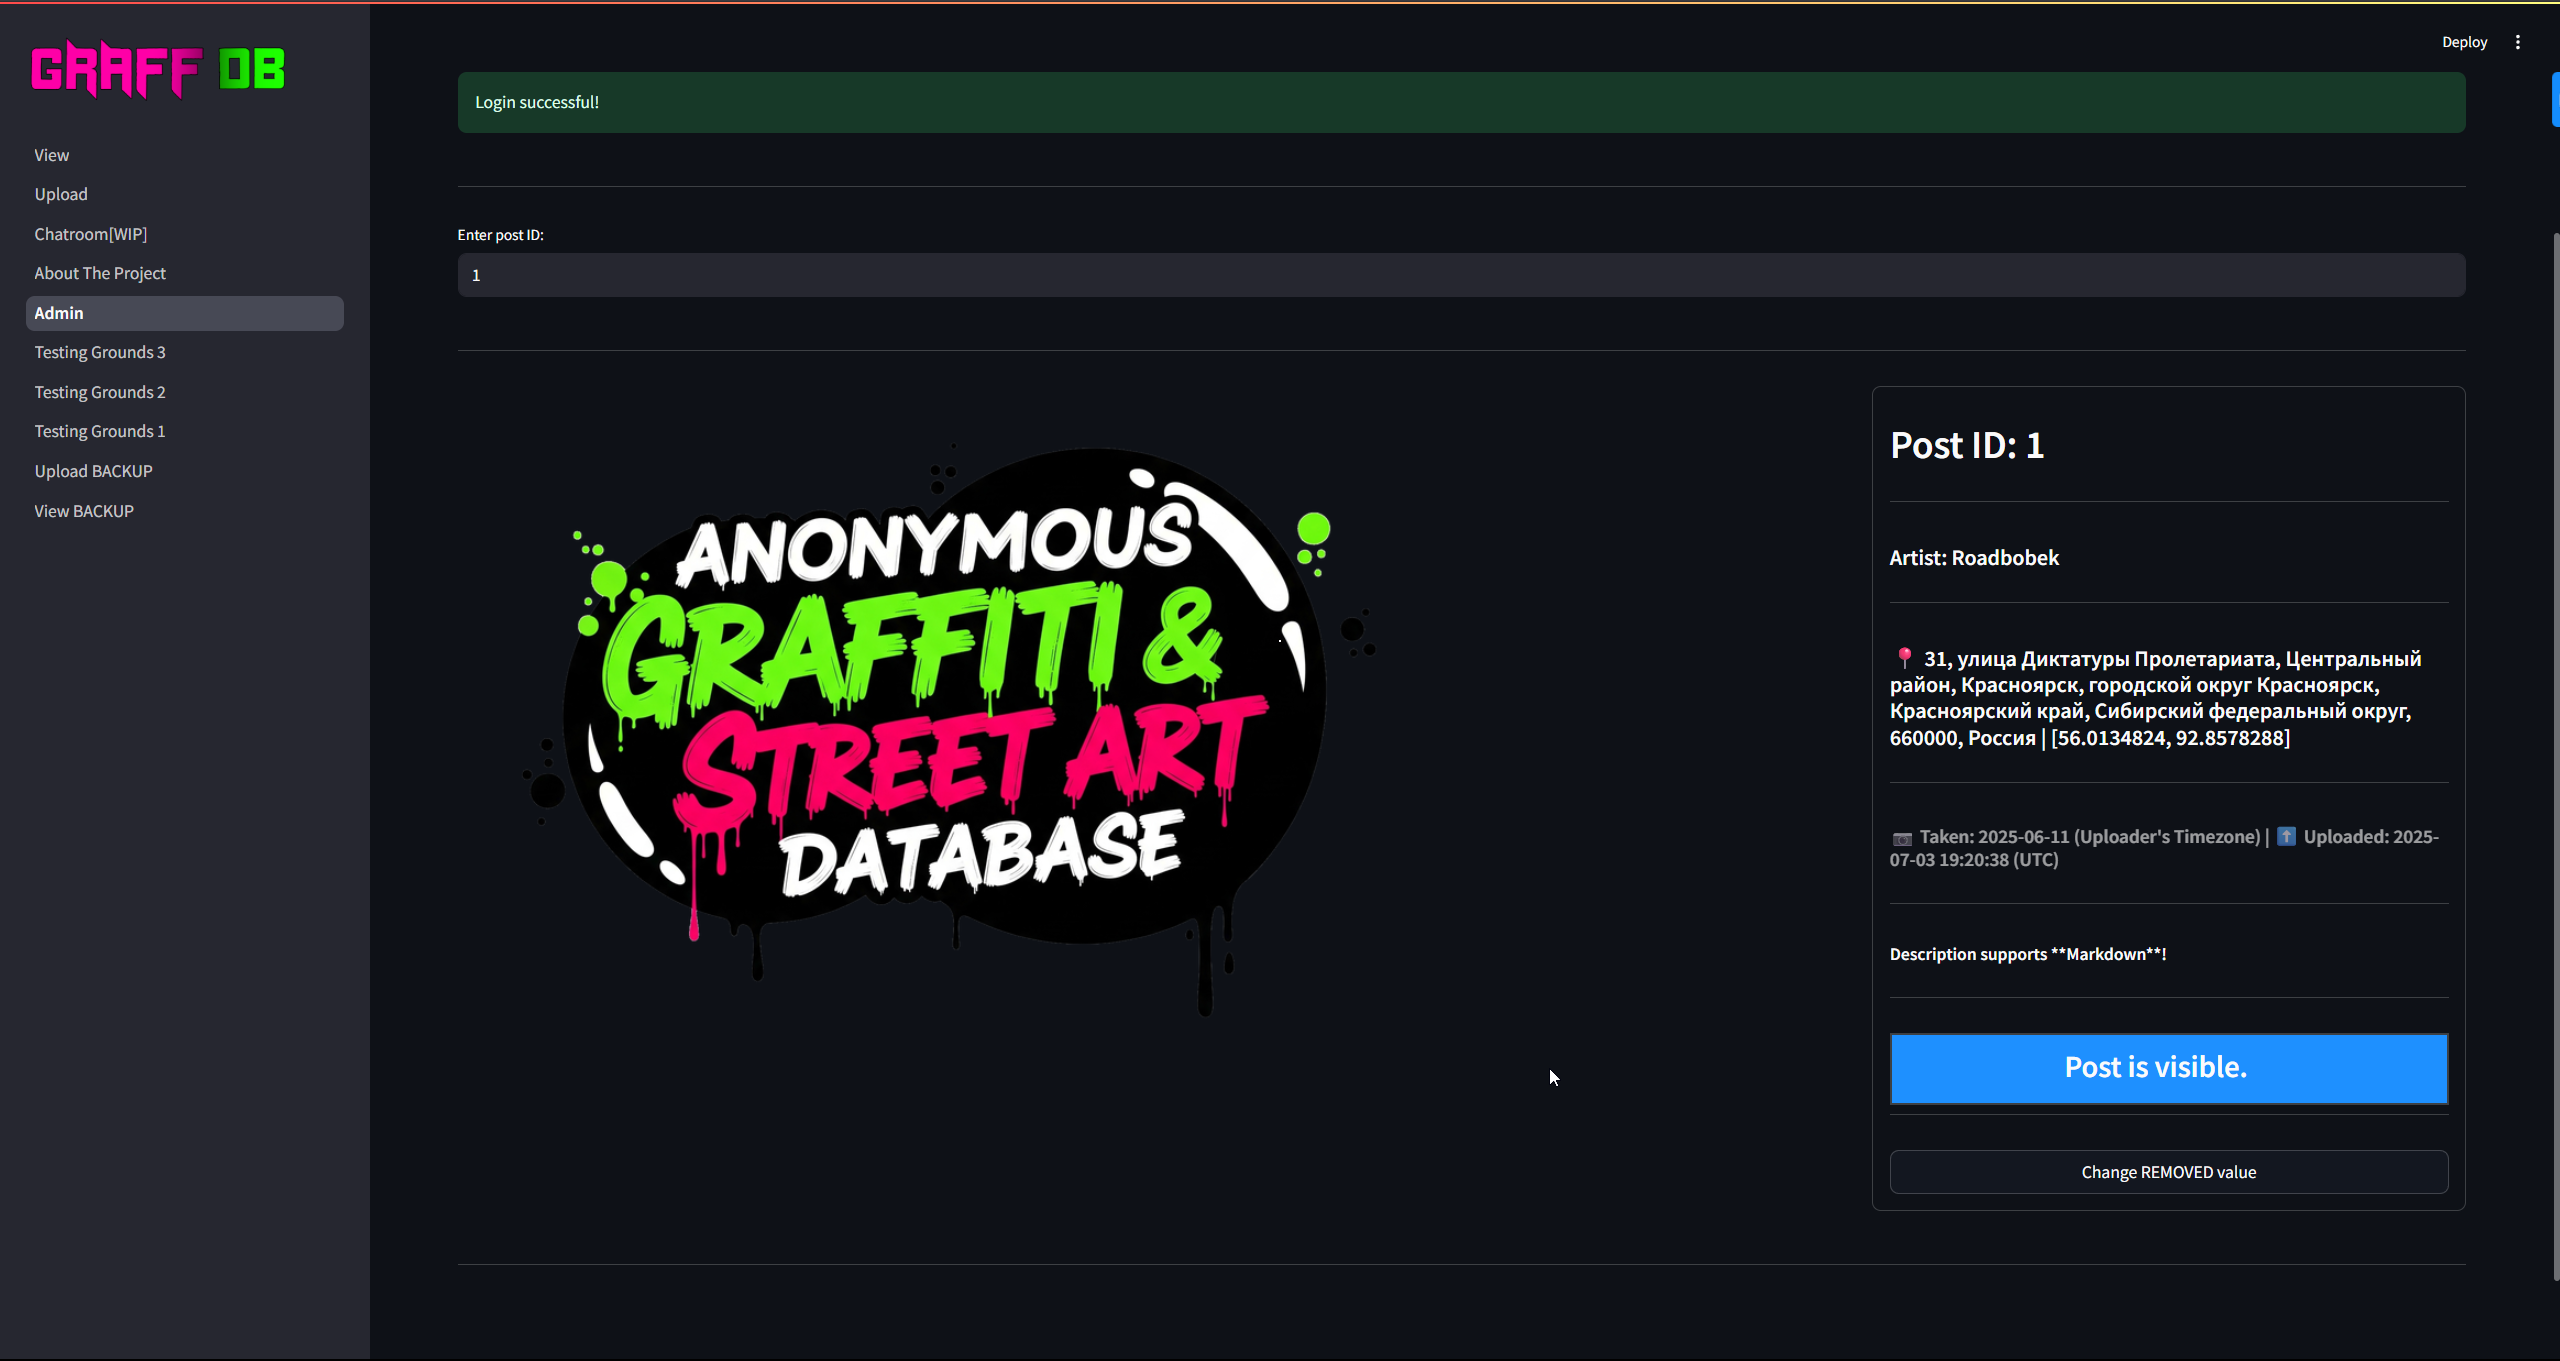 GRAFF DB
Deploy
View
Upload
Chatroom[WIP]
About The Project
Admin
Testing Grounds 3
Testing Grounds 2
Testing Grounds 1
Upload BACKUP
View BACKUP
Login successful!
Enter post ID:
1
ANONYMOUS
GRAFFITI &
STREET ART
DATABASE
Post ID: 1
Artist: Roadbobek
📍 31, улица Диктатуры Пролетариата, Центральный
район, Красноярск, городской округ Красноярск,
Красноярский край, Сибирский федеральный округ,
660000, Россия | [56.0134824, 92.8578288]
📷 Taken: 2025-06-11 (Uploader's Timezone) | ⬆️ Uploaded: 2025-
07-03 19:20:38 (UTC)
Description supports **Markdown**!
Post is visible.
Change REMOVED value